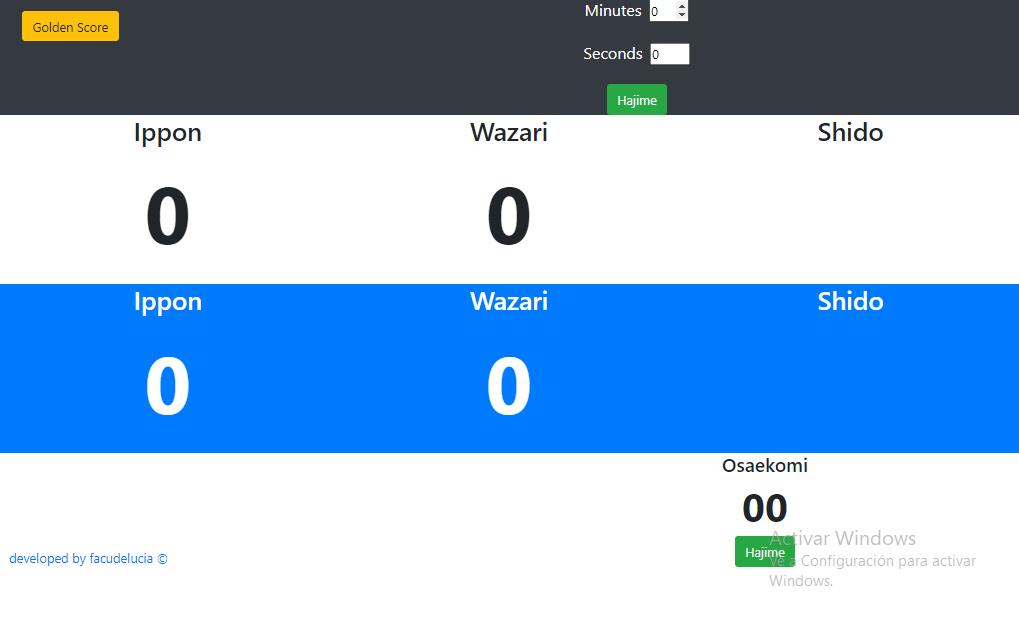 Golden Score
Minutes 0
Seconds 0
Hajime
Ippon Wazari Shido
0 0
Ippon Wazari Shido
0 0
Osaekomi
00
Activar Windows
Hajime
Ve a Configuración para activar
Windows.
developed by facudelucia ©